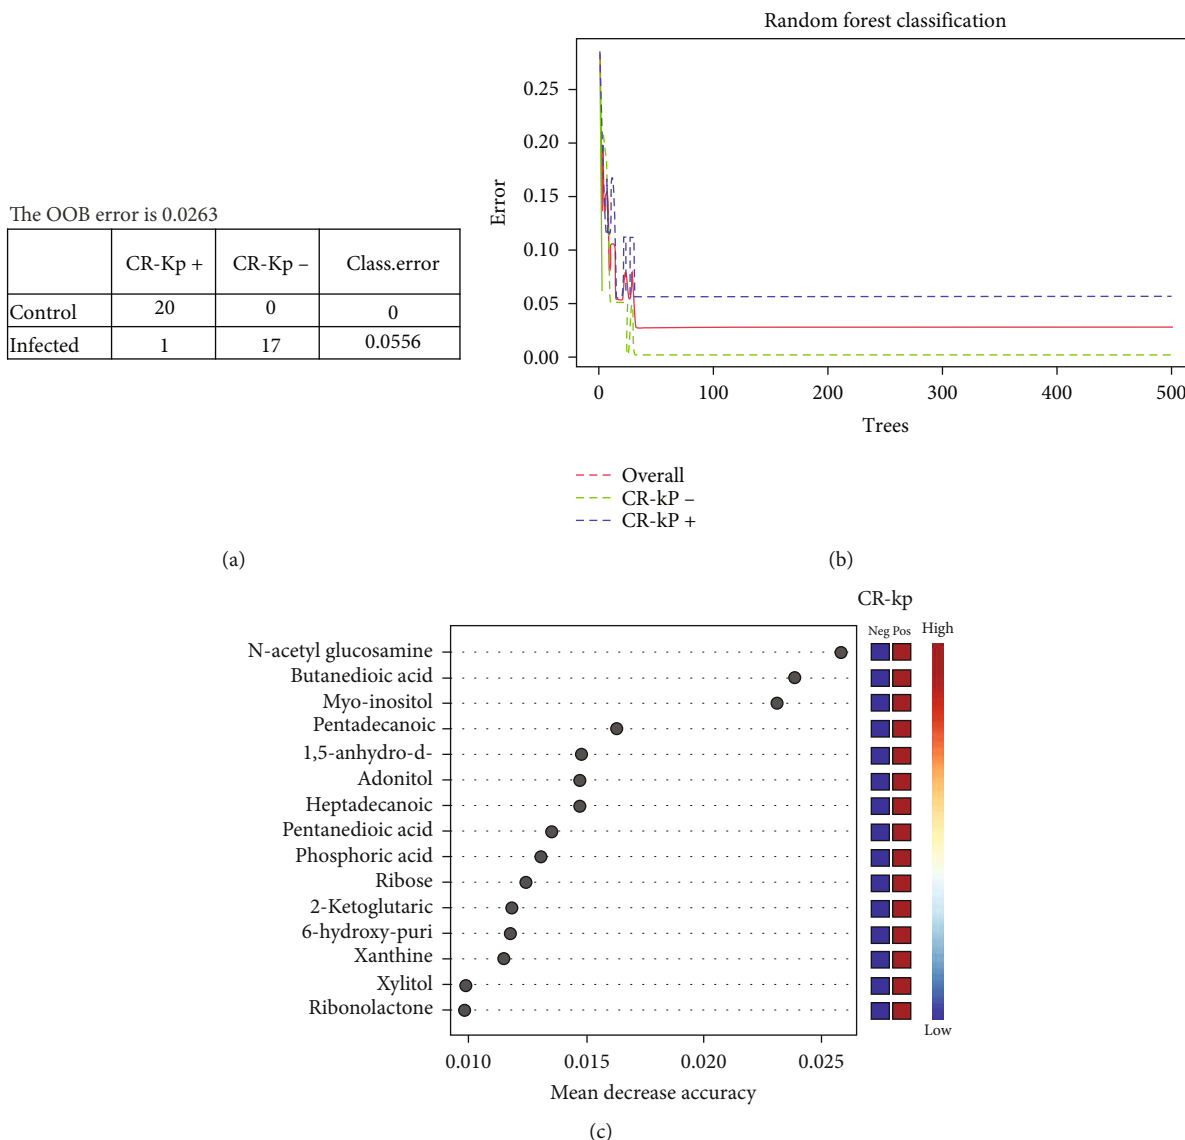 The OOB error is 0.0263
CR-Kp + CR-Kp – Class.error
Control 20 0 0
Infected 1 17 0.0556
(a)
Random forest classification
Error
0.25
0.20
0.15
0.10
0.05
0.00
0 100 200 300 400 500
Trees
Overall
CR-kP –
CR-kP +
(b)
CR-kp
Neg Pos High
N-acetyl glucosamine
Butanedioic acid
Myo-inositol
Pentadecanoic
1,5-anhydro-d-
Adonitol
Heptadecanoic
Pentanedioic acid
Phosphoric acid
Ribose
2-Ketoglutaric
6-hydroxy-puri
Xanthine
Xylitol
Ribonolactone
Low
0.010 0.015 0.020 0.025
Mean decrease accuracy
(c)